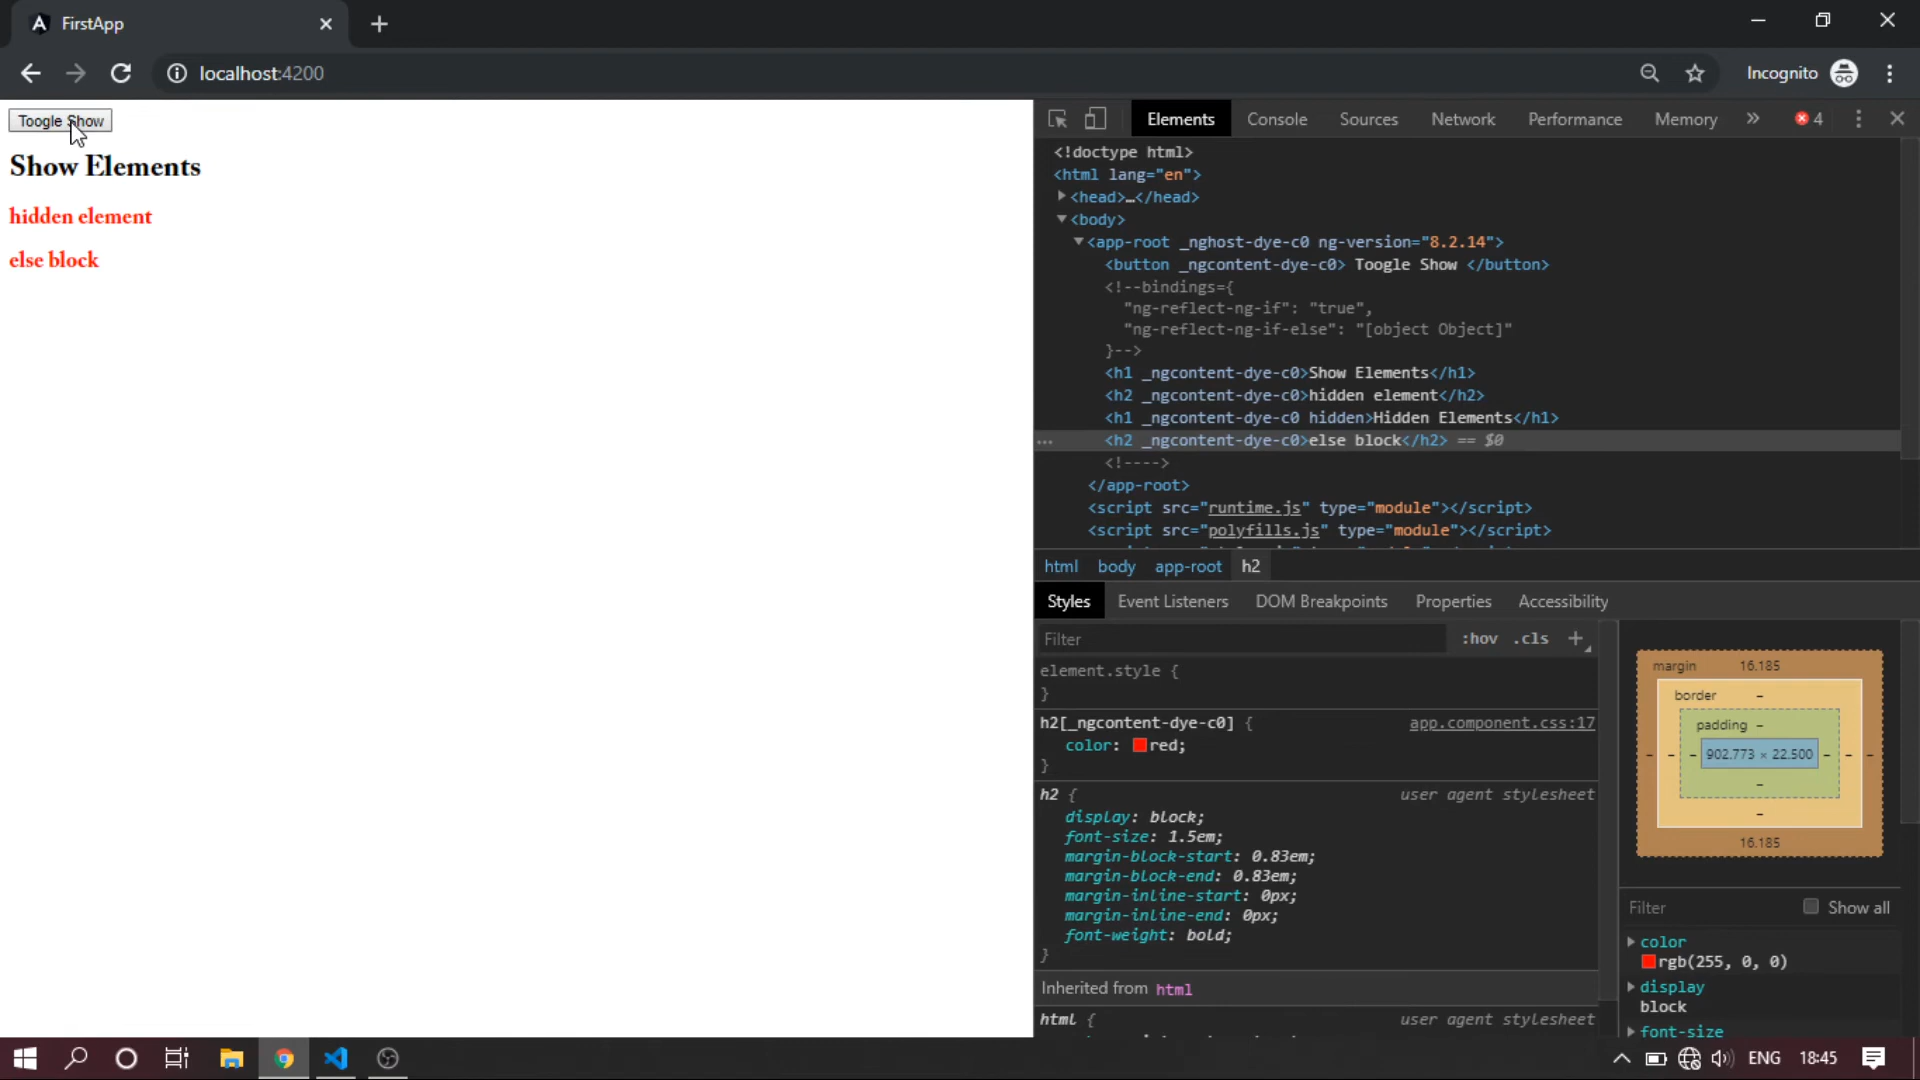 FirstApp
localhost:4200
Incognito
Toogle Show
Show Elements
hidden element
else block
Elements
Console
Sources
Network
Performance
Memory
4
<!doctype html>
<html lang="en">
<head>…</head>
<body>
<app-root _nghost-dye-c0 ng-version="8.2.14">
<button _ngcontent-dye-c0> Toogle Show </button>
<!--bindings={
"ng-reflect-ng-if": "true",
"ng-reflect-ng-if-else": "[object Object]"
}-->
<h1 _ngcontent-dye-c0>Show Elements</h1>
<h2 _ngcontent-dye-c0>hidden element</h2>
<h1 _ngcontent-dye-c0 hidden>Hidden Elements</h1>
… <h2 _ngcontent-dye-c0>else block</h2> == $0
<!---->
</app-root>
<script src="runtime.js" type="module"></script>
<script src="polyfills.js" type="module"></script>
html body app-root h2
Styles
Event Listeners
DOM Breakpoints
Properties
Accessibility
Filter
:hov .cls +
element.style {
}
h2[_ngcontent-dye-c0] { app.component.css:17
color: red;
}
h2 { user agent stylesheet
display: block;
font-size: 1.5em;
margin-block-start: 0.83em;
margin-block-end: 0.83em;
margin-inline-start: 0px;
margin-inline-end: 0px;
font-weight: bold;
}
Inherited from html
html { user agent stylesheet
margin 16.185
border –
padding –
– – – 902.773 × 22.500 – – –
–
–
16.185
Filter
Show all
color
rgb(255, 0, 0)
display
block
font-size
ENG
18:45